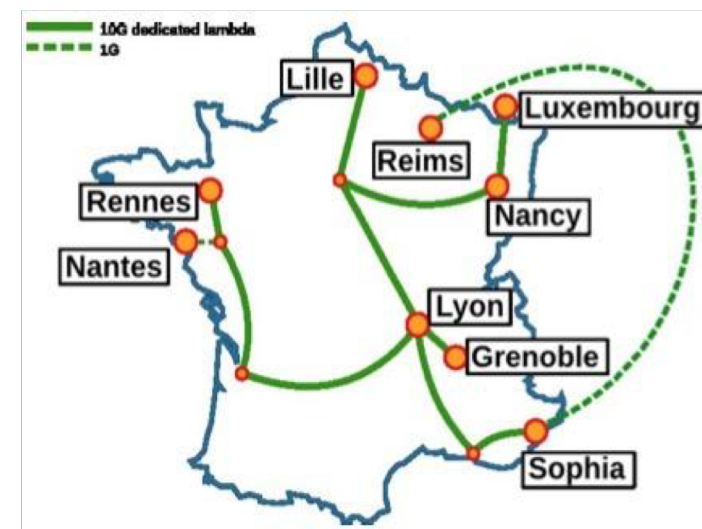 10G dedicated lambda
1G
Lille
Luxembourg
Reims
Rennes
Nancy
Nantes
Lyon
Grenoble
Sophia